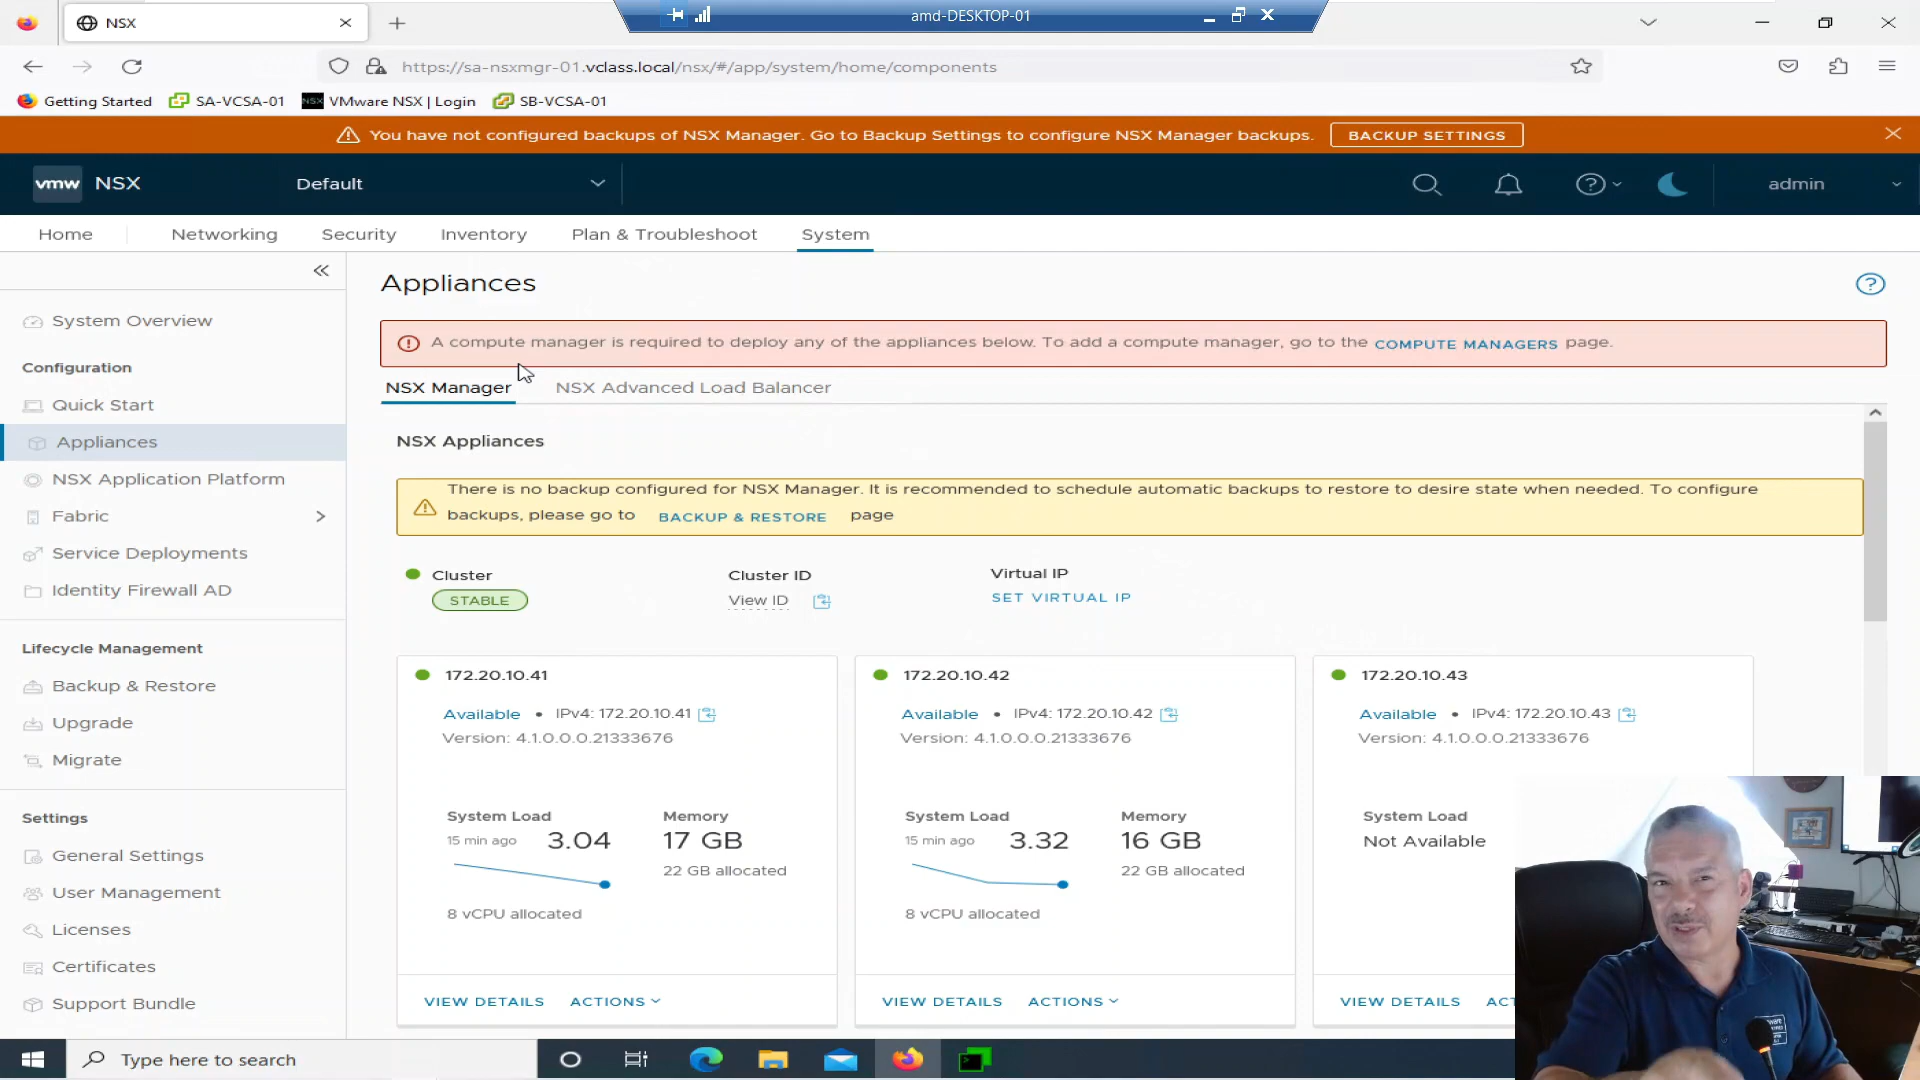 NSX
amd-DESKTOP-01
https://sa-nsxmgr-01.vclass.local/nsx/#/app/system/home/components
Getting Started
SA-VCSA-01
NSX VMware NSX | Login
SB-VCSA-01
You have not configured backups of NSX Manager. Go to Backup Settings to configure NSX Manager backups.
BACKUP SETTINGS
vmw NSX
Default
admin
Home
Networking
Security
Inventory
Plan & Troubleshoot
System
System Overview
Configuration
Quick Start
Appliances
NSX Application Platform
Fabric
Service Deployments
Identity Firewall AD
Lifecycle Management
Backup & Restore
Upgrade
Migrate
Settings
General Settings
User Management
Licenses
Certificates
Support Bundle
Appliances
A compute manager is required to deploy any of the appliances below. To add a compute manager, go to the COMPUTE MANAGERS page.
NSX Manager
NSX Advanced Load Balancer
NSX Appliances
There is no backup configured for NSX Manager. It is recommended to schedule automatic backups to restore to desire state when needed. To configure
backups, please go to BACKUP & RESTORE page
Cluster
STABLE
Cluster ID
View ID
Virtual IP
SET VIRTUAL IP
172.20.10.41
Available • IPv4: 172.20.10.41
Version: 4.1.0.0.0.21333676
System Load
15 min ago 3.04
Memory
17 GB
22 GB allocated
8 vCPU allocated
VIEW DETAILS
ACTIONS
172.20.10.42
Available • IPv4: 172.20.10.42
Version: 4.1.0.0.0.21333676
System Load
15 min ago 3.32
Memory
16 GB
22 GB allocated
8 vCPU allocated
VIEW DETAILS
ACTIONS
172.20.10.43
Available • IPv4: 172.20.10.43
Version: 4.1.0.0.0.21333676
System Load
Not Available
VIEW DETAILS
ACT
Type here to search